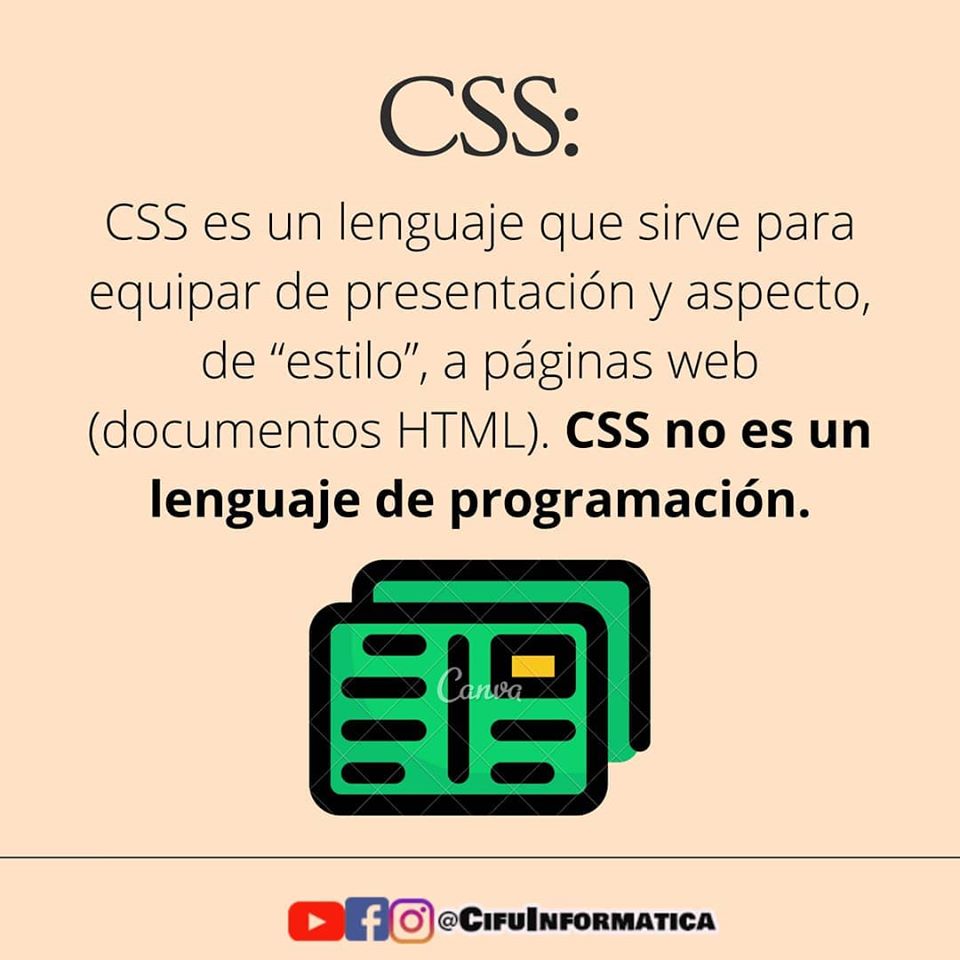 CSS:
CSS es un lenguaje que sirve para
equipar de presentación y aspecto,
de “estilo”, a páginas web
(documentos HTML). CSS no es un
lenguaje de programación.
Canva
@CifuInformatica